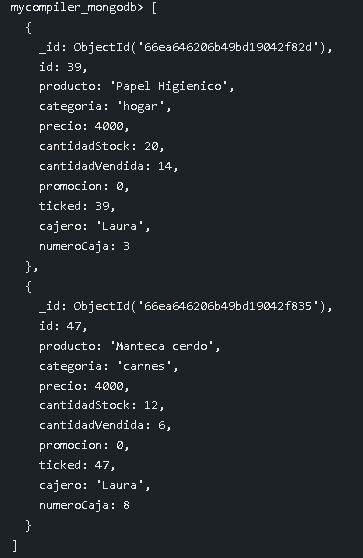 mycompiler_mongodb> [
  {
    _id: ObjectId('66ea646206b49bd19042f82d'),
    id: 39,
    producto: 'Papel Higienico',
    categoria: 'hogar',
    precio: 4000,
    cantidadStock: 20,
    cantidadVendida: 14,
    promocion: 0,
    ticked: 39,
    cajero: 'Laura',
    numeroCaja: 3
  },
  {
    _id: ObjectId('66ea646206b49bd19042f835'),
    id: 47,
    producto: 'Manteca cerdo',
    categoria: 'carnes',
    precio: 4000,
    cantidadStock: 12,
    cantidadVendida: 6,
    promocion: 0,
    ticked: 47,
    cajero: 'Laura',
    numeroCaja: 8
  }
]